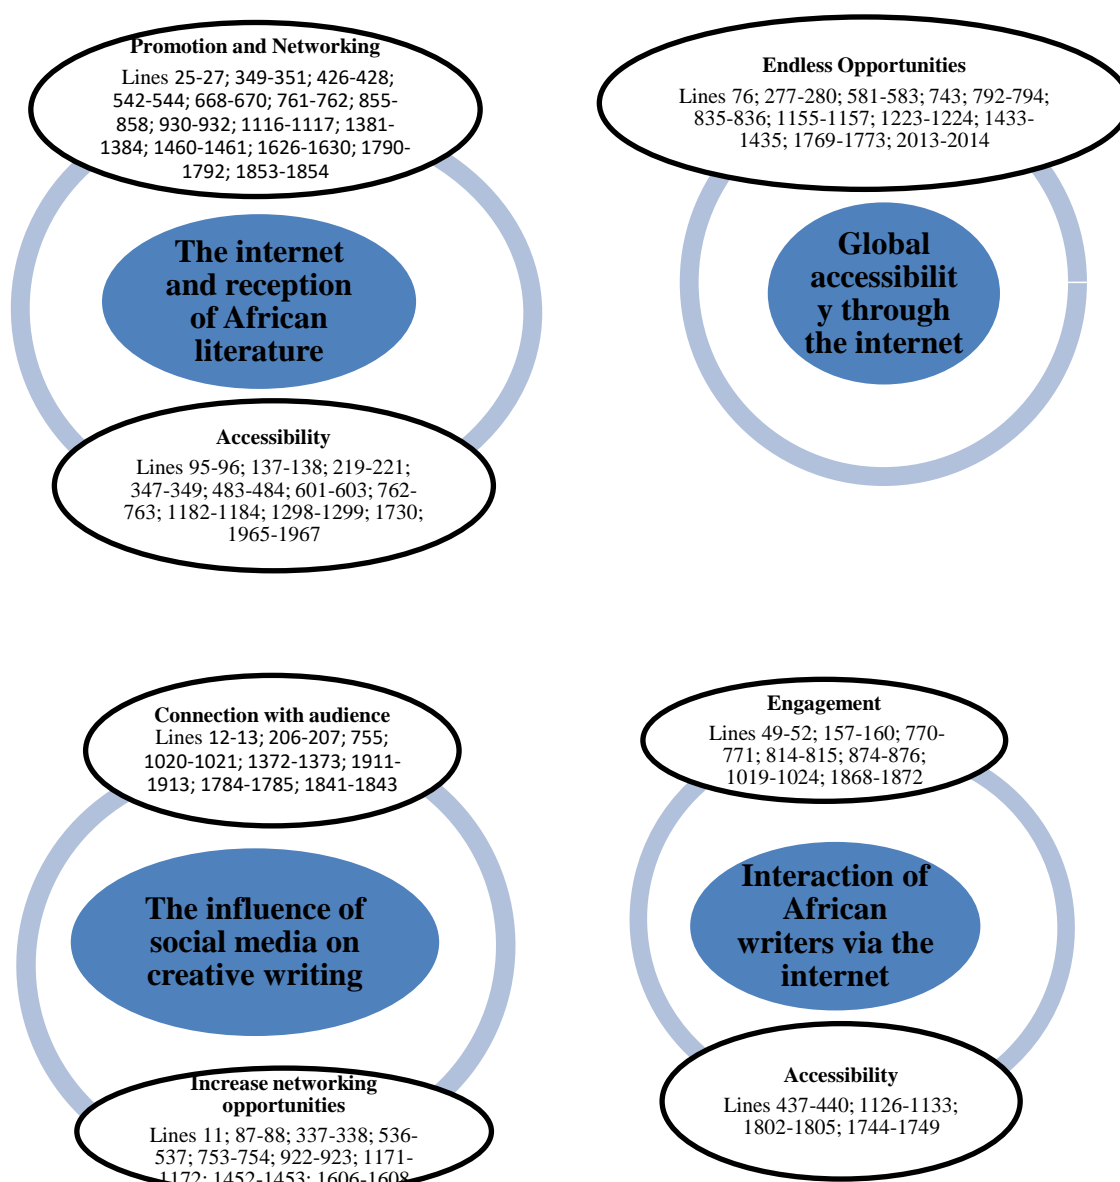 Promotion and Networking
Lines 25-27; 349-351; 426-428;
542-544; 668-670; 761-762; 855-
858; 930-932; 1116-1117; 1381-
1384; 1460-1461; 1626-1630; 1790-
1792; 1853-1854
The internet
and reception
of African
literature
Accessibility
Lines 95-96; 137-138; 219-221;
347-349; 483-484; 601-603; 762-
763; 1182-1184; 1298-1299; 1730;
1965-1967
Endless Opportunities
Lines 76; 277-280; 581-583; 743; 792-794;
835-836; 1155-1157; 1223-1224; 1433-
1435; 1769-1773; 2013-2014
Global
accessibilit
y through
the internet
Connection with audience
Lines 12-13; 206-207; 755;
1020-1021; 1372-1373; 1911-
1913; 1784-1785; 1841-1843
The influence of
social media on
creative writing
Increase networking
opportunities
Lines 11; 87-88; 337-338; 536-
537; 753-754; 922-923; 1171-
1172; 1452-1453; 1606-1608
Engagement
Lines 49-52; 157-160; 770-
771; 814-815; 874-876;
1019-1024; 1868-1872
Interaction of
African
writers via the
internet
Accessibility
Lines 437-440; 1126-1133;
1802-1805; 1744-1749